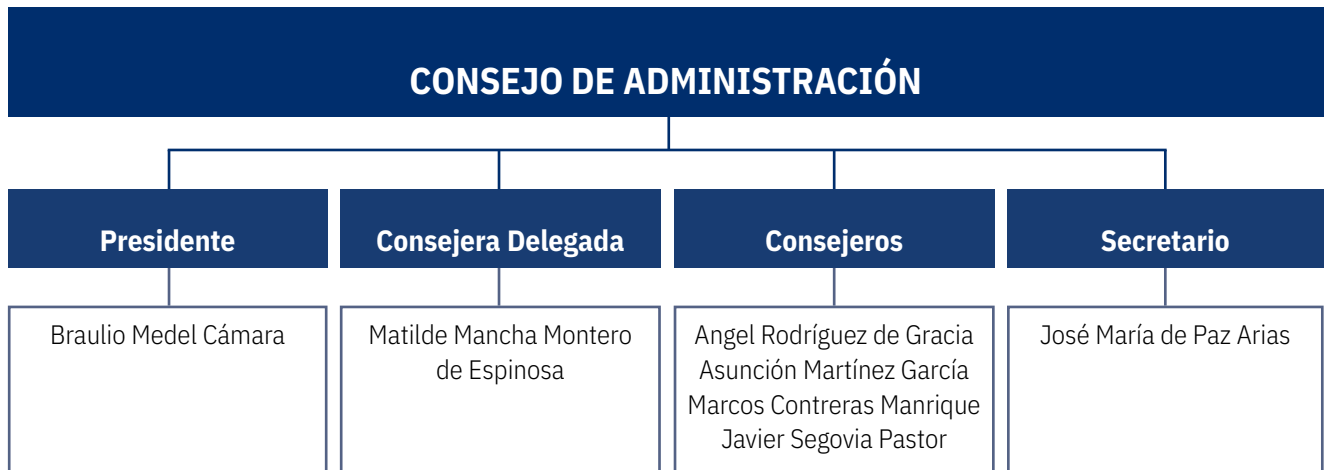 CONSEJO DE ADMINISTRACIÓN
Presidente
Braulio Medel Cámara
Consejera Delegada
Matilde Mancha Montero
de Espinosa
Consejeros
Angel Rodríguez de Gracia
Asunción Martínez García
Marcos Contreras Manrique
Javier Segovia Pastor
Secretario
José María de Paz Arias